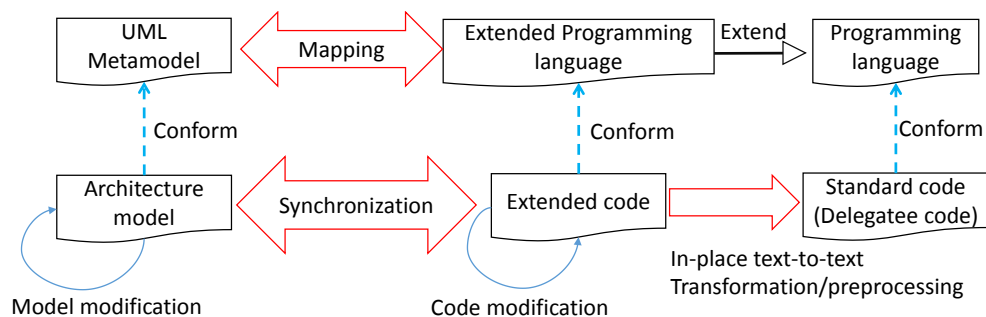 UML
Metamodel
Mapping
Extended Programming
language
Extend
Programming
language
Conform
Conform
Conform
Architecture
model
Synchronization
Extended code
Standard code
(Delegatee code)
In-place text-to-text
Transformation/preprocessing
Model modification
Code modification